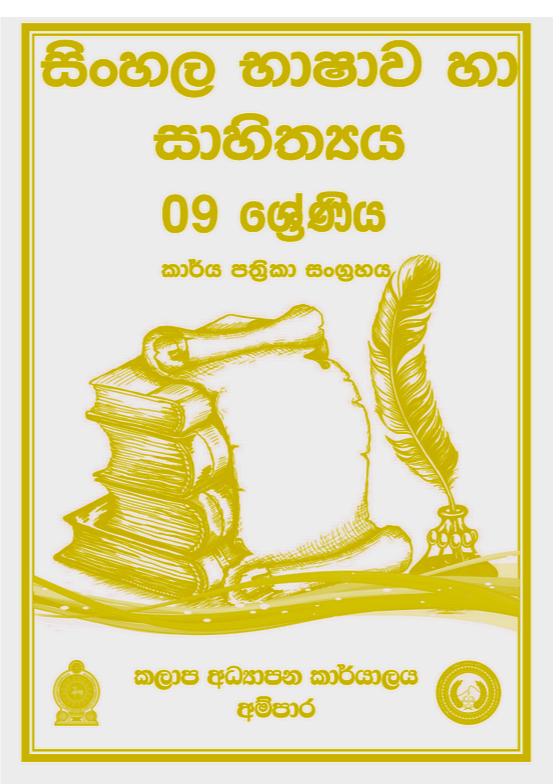 සිංහල භාෂාව හා
සාහිත්‍යය
09 ශ්‍රේණිය
කාර්ය පත්‍රිකා සංග්‍රහය
කලාප අධ්‍යාපන කාර්යාලය
අම්පාර